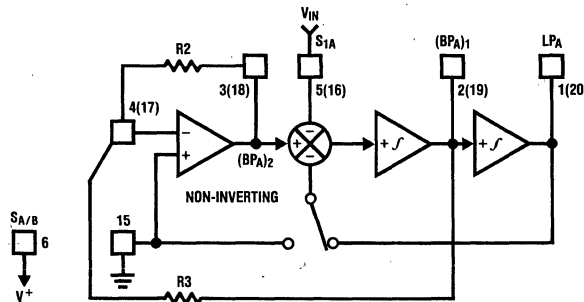 VIN
S1A
5(16)
R2
3(18)
4(17)
(BPA)1
2(19)
LPA
1(20
−
+
(BPA)2
+
−
−
+ ∫
+ ∫
NON-INVERTING
SA/B
6
V+
15
R3